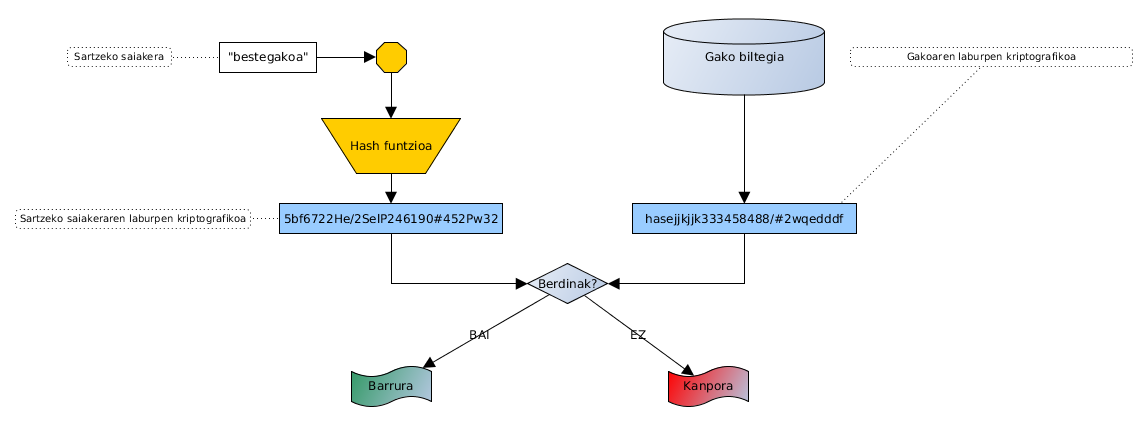 Sartzeko saiakera
"bestegakoa"
Gako biltegia
Gakoaren laburpen kriptografikoa
Hash funtzioa
Sartzeko saiakeraren laburpen kriptografikoa
5bf6722He/2SeIP246190#452Pw32
hasejjkjjk333458488/#2wqedddf
Berdinak?
BAI
EZ
Barrura
Kanpora